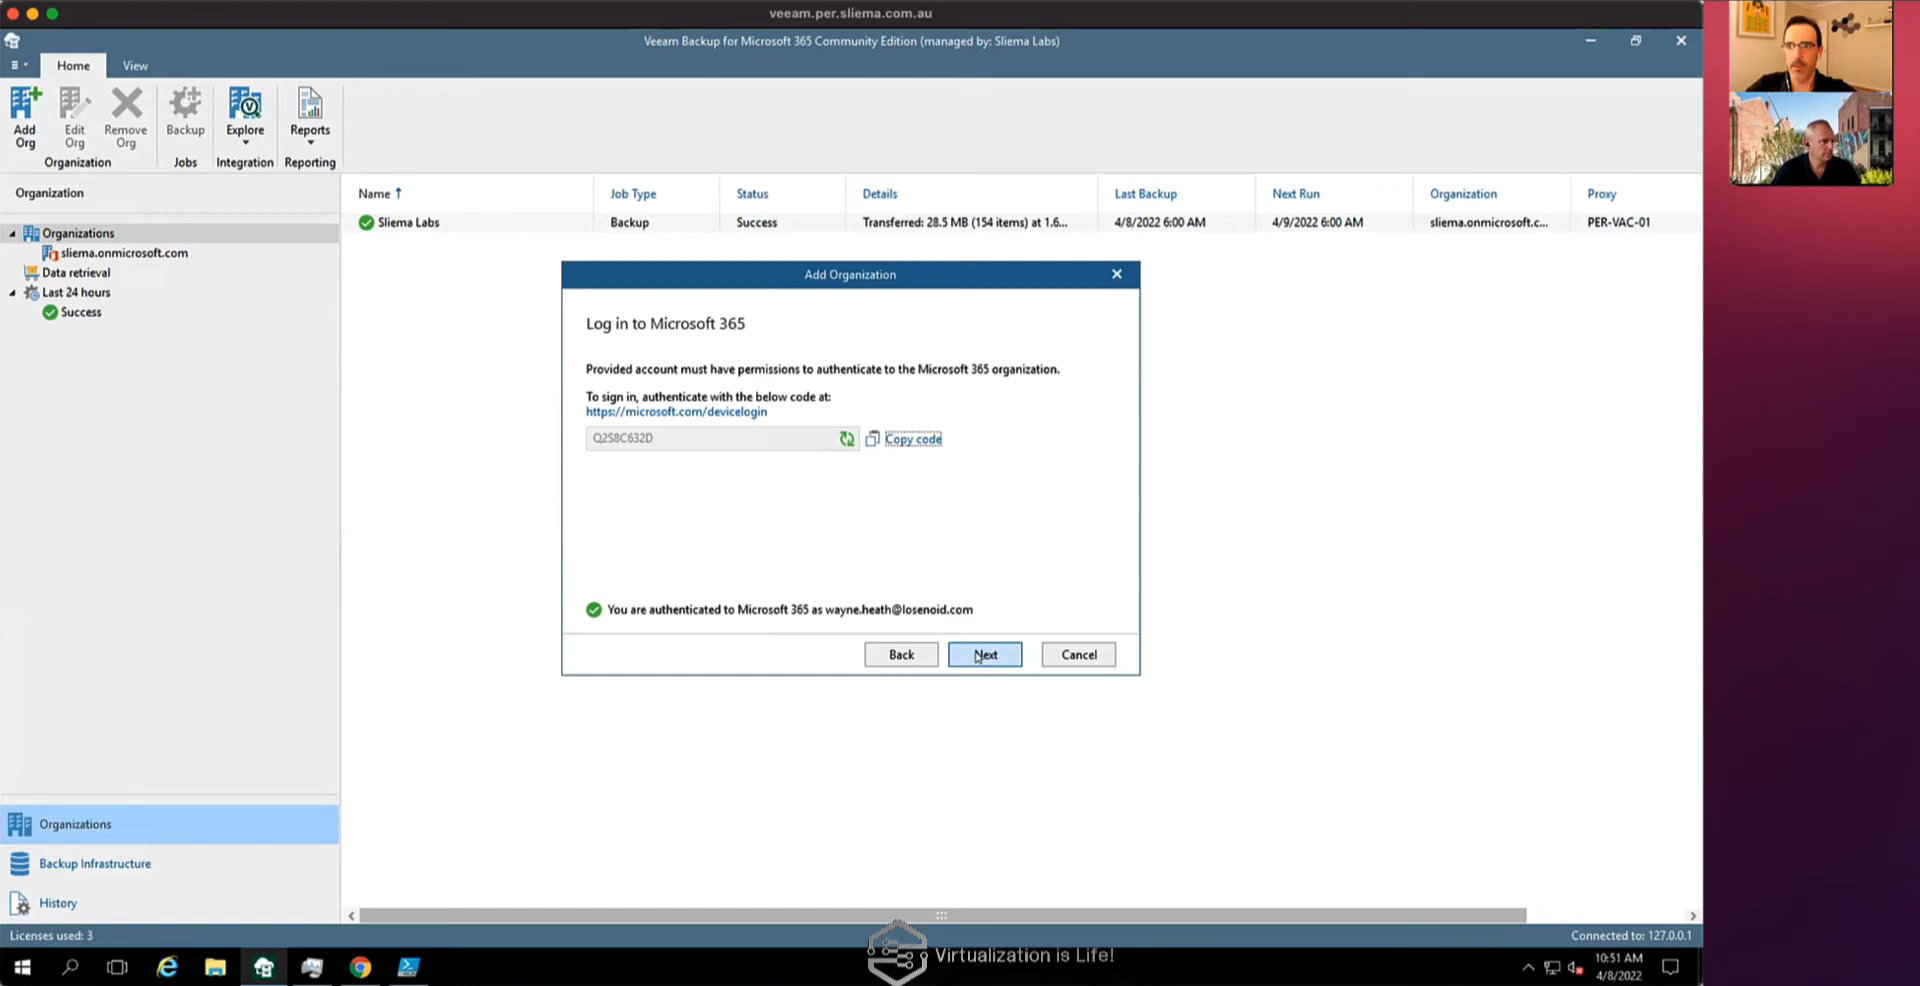 veeam.per.sliema.com.au
Veeam Backup for Microsoft 365 Community Edition (managed by: Sliema Labs)
Home View
Add Org Edit Org Remove Org Backup Explore Reports
Organization Jobs Integration Reporting
Organization
Organizations
sliema.onmicrosoft.com
Data retrieval
Last 24 hours
Success
Name Job Type Status Details Last Backup Next Run Organization Proxy
Sliema Labs Backup Success Transferred: 28.5 MB (154 items) at 1.6... 4/8/2022 6:00 AM 4/9/2022 6:00 AM sliema.onmicrosoft.c... PER-VAC-01
Add Organization
Log in to Microsoft 365
Provided account must have permissions to authenticate to the Microsoft 365 organization.
To sign in, authenticate with the below code at:
https://microsoft.com/devicelogin
Q2S8C632D Copy code
You are authenticated to Microsoft 365 as wayne.heath@losenoid.com
Back Next Cancel
Organizations
Backup Infrastructure
History
Licenses used: 3
Connected to: 127.0.0.1
Virtualization is Life!
10:51 AM
4/8/2022